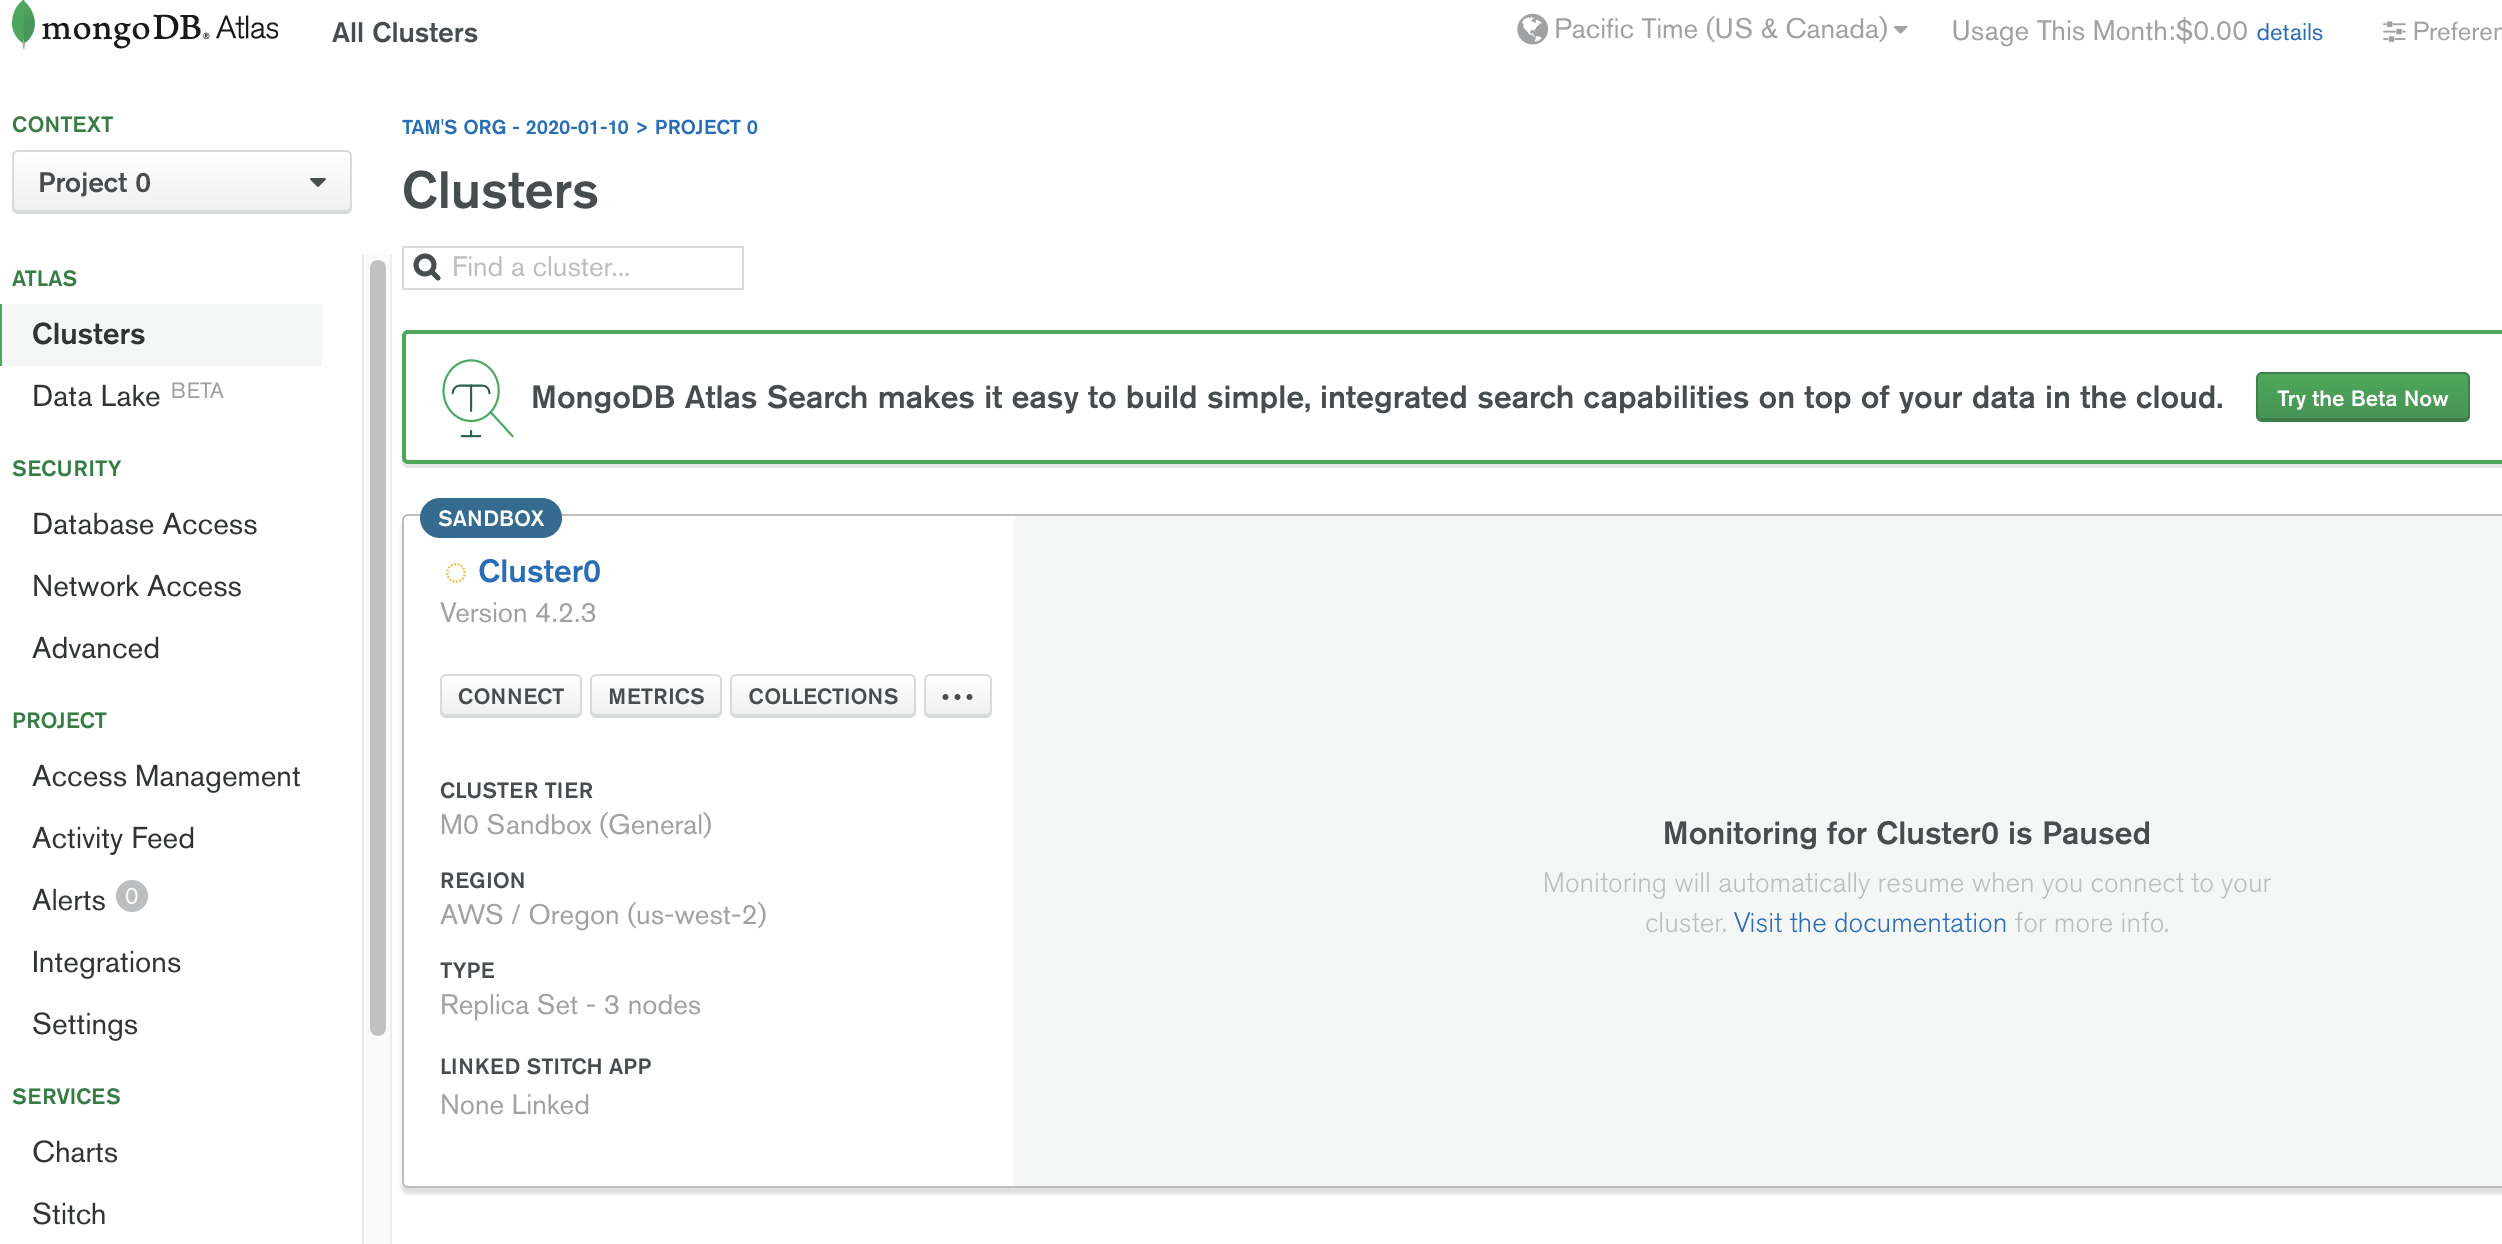 mongoDB. Atlas
All Clusters
Pacific Time (US & Canada)
Usage This Month:$0.00 details
CONTEXT
Project 0
ATLAS
Clusters
Data Lake BETA
SECURITY
Database Access
Network Access
Advanced
PROJECT
Access Management
Activity Feed
Alerts 0
Integrations
Settings
SERVICES
Charts
Stitch
TAM'S ORG - 2020-01-10 > PROJECT 0
Clusters
Find a cluster...
MongoDB Atlas Search makes it easy to build simple, integrated search capabilities on top of your data in the cloud.
Try the Beta Now
SANDBOX
Cluster0
Version 4.2.3
CONNECT
METRICS
COLLECTIONS
...
CLUSTER TIER
M0 Sandbox (General)
REGION
AWS / Oregon (us-west-2)
TYPE
Replica Set - 3 nodes
LINKED STITCH APP
None Linked
Monitoring for Cluster0 is Paused
Monitoring will automatically resume when you connect to your
cluster. Visit the documentation for more info.